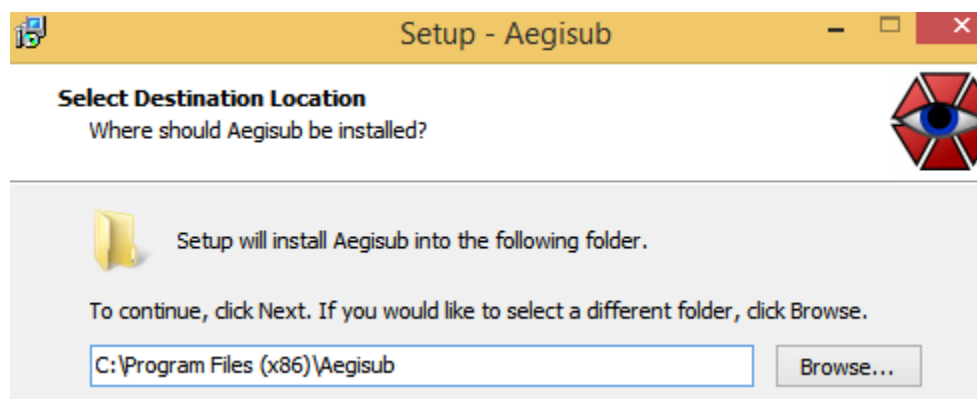 Setup - Aegisub
Select Destination Location
Where should Aegisub be installed?
Setup will install Aegisub into the following folder.
To continue, click Next. If you would like to select a different folder, click Browse.
C:\Program Files (x86)\Aegisub
Browse...